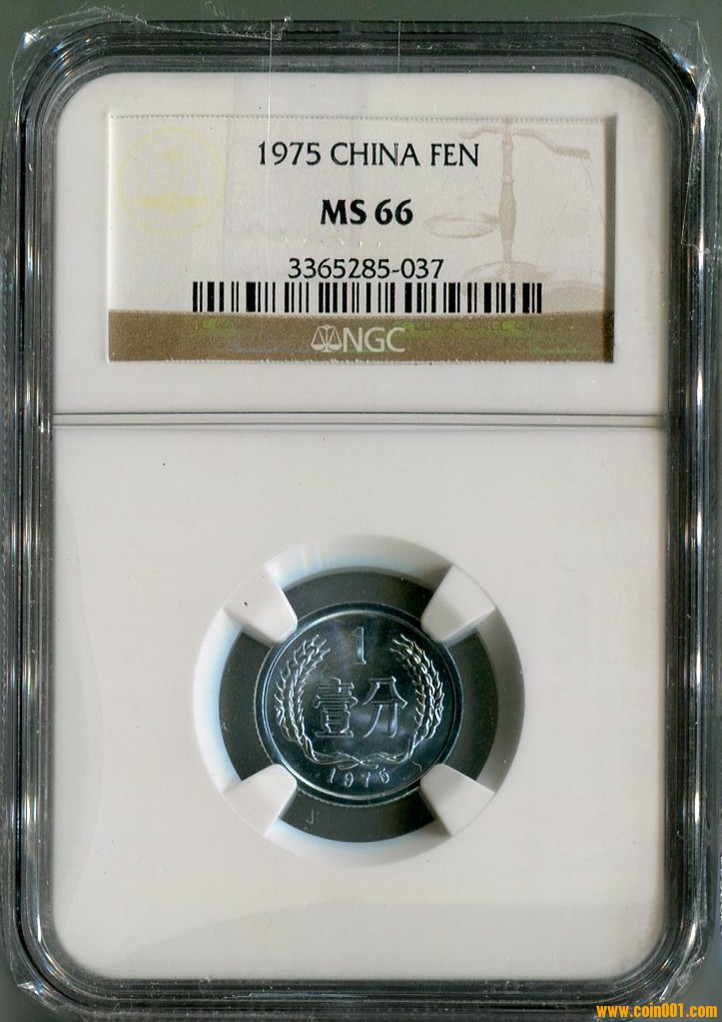 1975 CHINA FEN
MS 66
3365285-037
NGC
1
壹分
1975
www.coin001.com